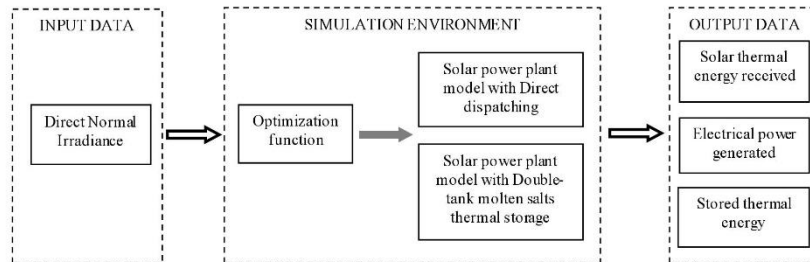 INPUT DATA
Direct Normal
Irradiance
SIMULATION ENVIRONMENT
Optimization
function
Solar power plant
model with Direct
dispatching
Solar power plant
model with Double-
tank molten salts
thermal storage
OUTPUT DATA
Solar thermal
energy received
Electrical power
generated
Stored thermal
energy